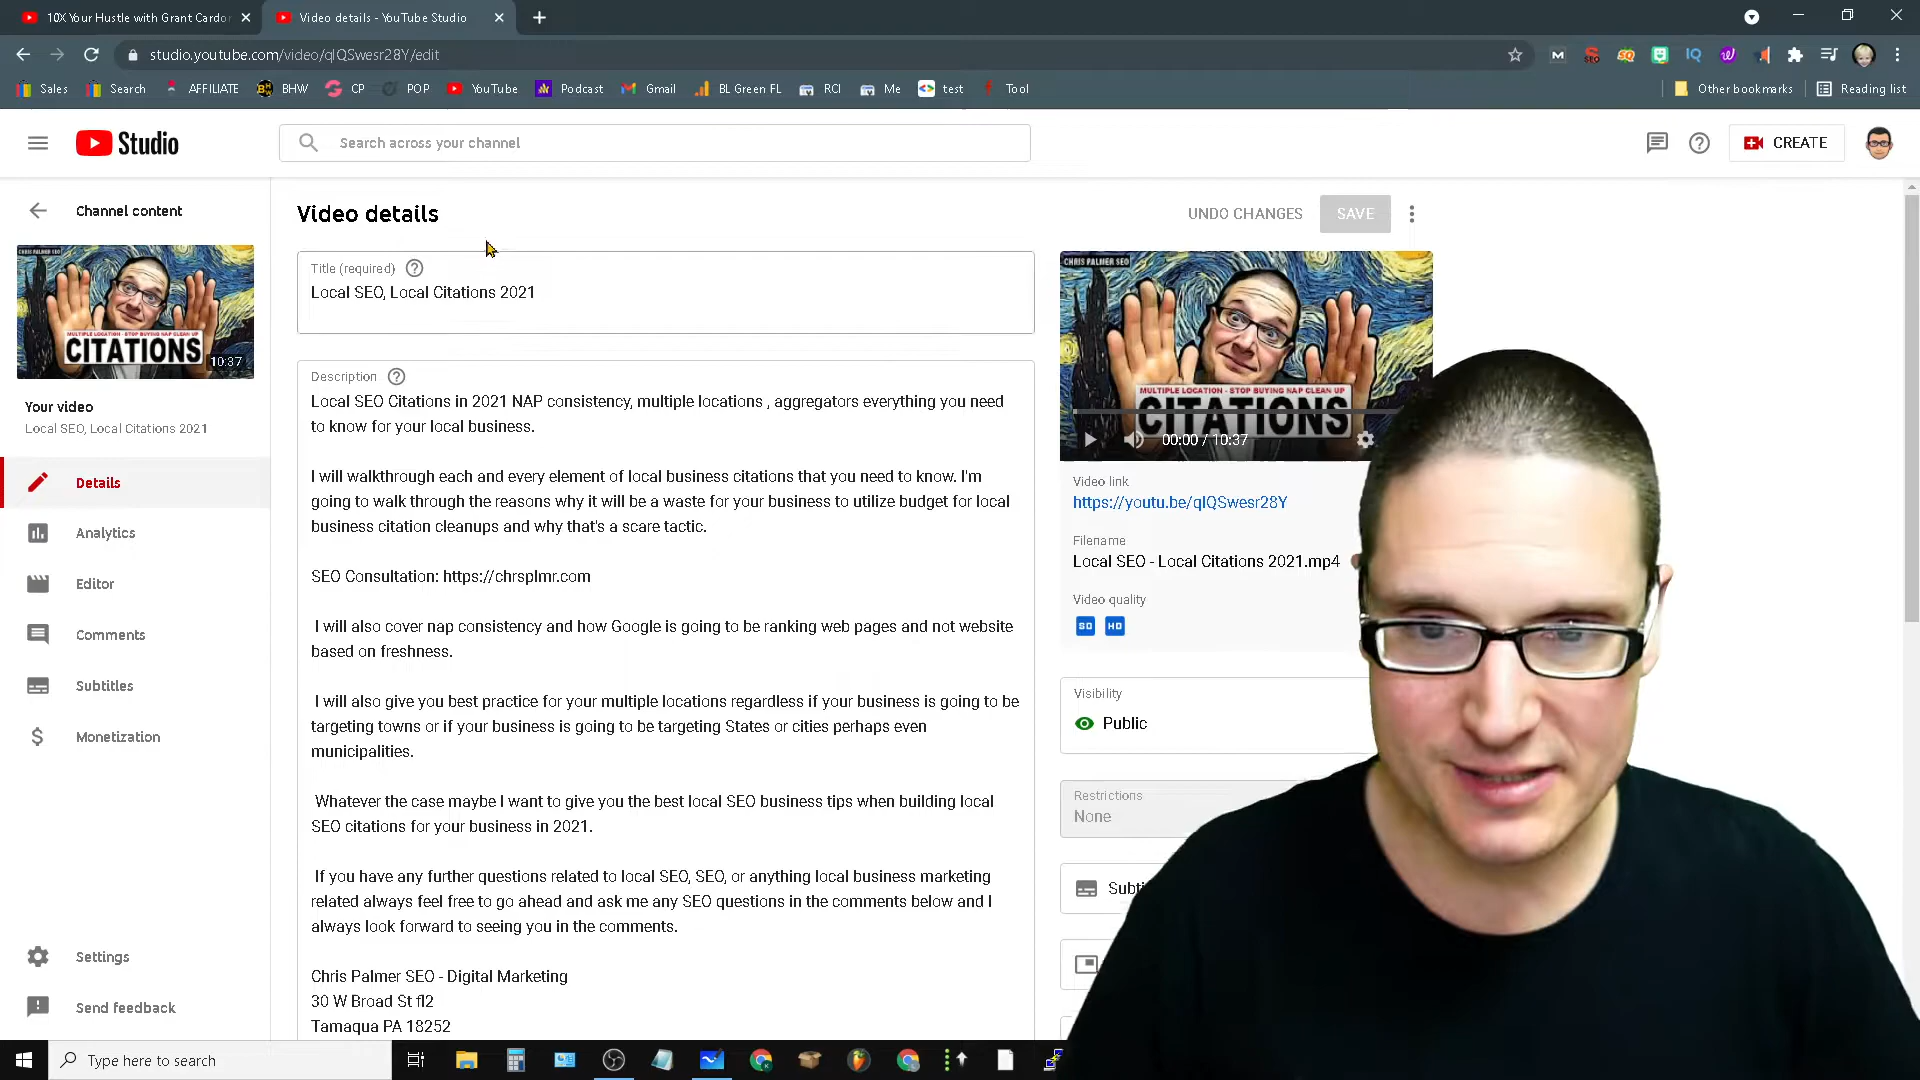 10X Your Hustle with Grant Cardor
Video details - YouTube Studio
studio.youtube.com/video/qlQSwesr28Y/edit
Sales
Search
AFFILIATE
BHW
CP
POP
YouTube
Podcast
Gmail
BL Green FL
RCI
Me
test
Tool
Other bookmarks
Reading list
Studio
Search across your channel
CREATE
Channel content
Video details
UNDO CHANGES
SAVE
CHRIS PALMER SEO
MULTIPLE LOCATION - STOP BUYING NAP CLEAN UP
CITATIONS
10:37
Your video
Local SEO, Local Citations 2021
Details
Analytics
Editor
Comments
Subtitles
Monetization
Settings
Send feedback
Title (required)
Local SEO, Local Citations 2021
Description
Local SEO Citations in 2021 NAP consistency, multiple locations , aggregators everything you need
to know for your local business.
I will walkthrough each and every element of local business citations that you need to know. I'm
going to walk through the reasons why it will be a waste for your business to utilize budget for local
business citation cleanups and why that's a scare tactic.
SEO Consultation: https://chrsplmr.com
I will also cover nap consistency and how Google is going to be ranking web pages and not website
based on freshness.
I will also give you best practice for your multiple locations regardless if your business is going to be
targeting towns or if your business is going to be targeting States or cities perhaps even
municipalities.
Whatever the case maybe I want to give you the best local SEO business tips when building local
SEO citations for your business in 2021.
If you have any further questions related to local SEO, SEO, or anything local business marketing
related always feel free to go ahead and ask me any SEO questions in the comments below and I
always look forward to seeing you in the comments.
Chris Palmer SEO - Digital Marketing
30 W Broad St fl2
Tamaqua PA 18252
CHRIS PALMER SEO
MULTIPLE LOCATION - STOP BUYING NAP CLEAN UP
CITATIONS
00:00 / 10:37
Video link
https://youtu.be/qlQSwesr28Y
Filename
Local SEO - Local Citations 2021.mp4
Video quality
SD HD
Visibility
Public
Restrictions
None
Subti
Type here to search